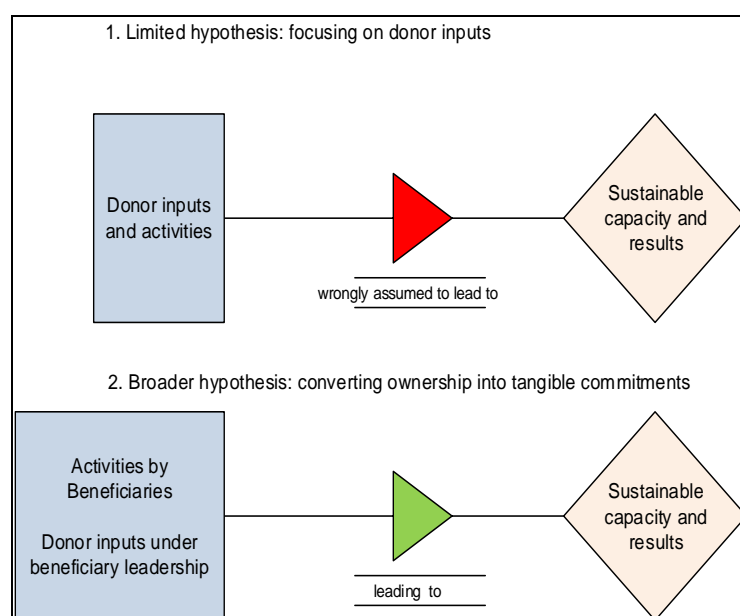 1. Limited hypothesis: focusing on donor inputs
Donor inputs
and activities
wrongly assumed to lead to
Sustainable
capacity and
results
2. Broader hypothesis: converting ownership into tangible commitments
Activities by
Beneficiaries
Donor inputs under
beneficiary leadership
leading to
Sustainable
capacity and
results